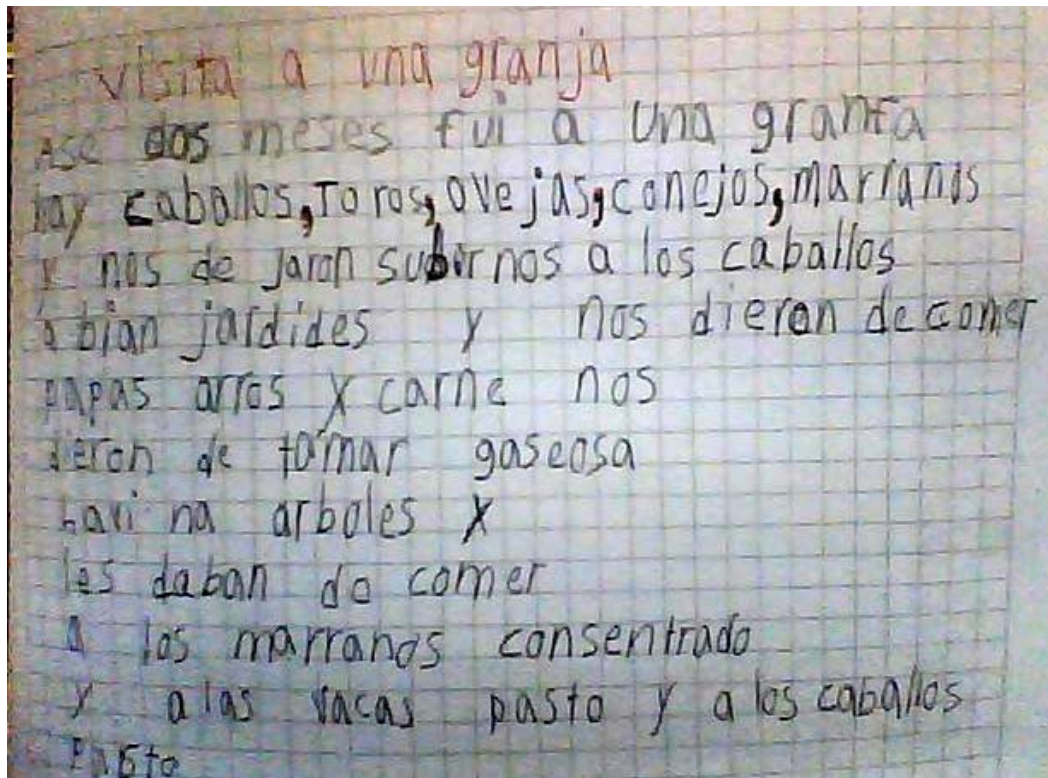 visita a una granja
Ase dos meses fui a una granfa
hay caballos, Toros, ovejas, conejos, marranos
y nos de jaron subirnos a los caballos
a bian jardides y nos dieron de comer
papas arros y carne nos
dieron de tomar gaseosa
havi na arboles y
les daban de comer
a los marranos consentrado
y a las vacas pasto y a los caballos
Pasto